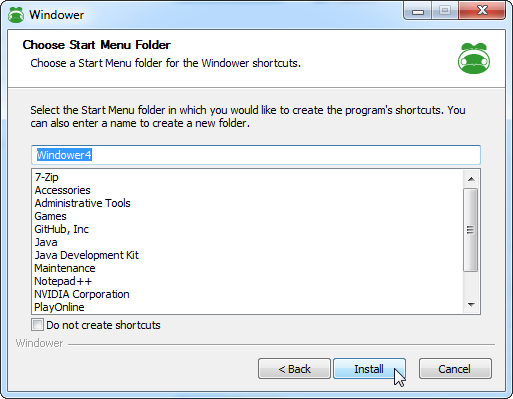 Windower
Choose Start Menu Folder
Choose a Start Menu folder for the Windower shortcuts.
Select the Start Menu folder in which you would like to create the program's shortcuts. You
can also enter a name to create a new folder.
Windower4
7-Zip
Accessories
Administrative Tools
Games
GitHub, Inc
Java
Java Development Kit
Maintenance
Notepad++
NVIDIA Corporation
PlayOnline
Do not create shortcuts
Windower
< Back
Install
Cancel